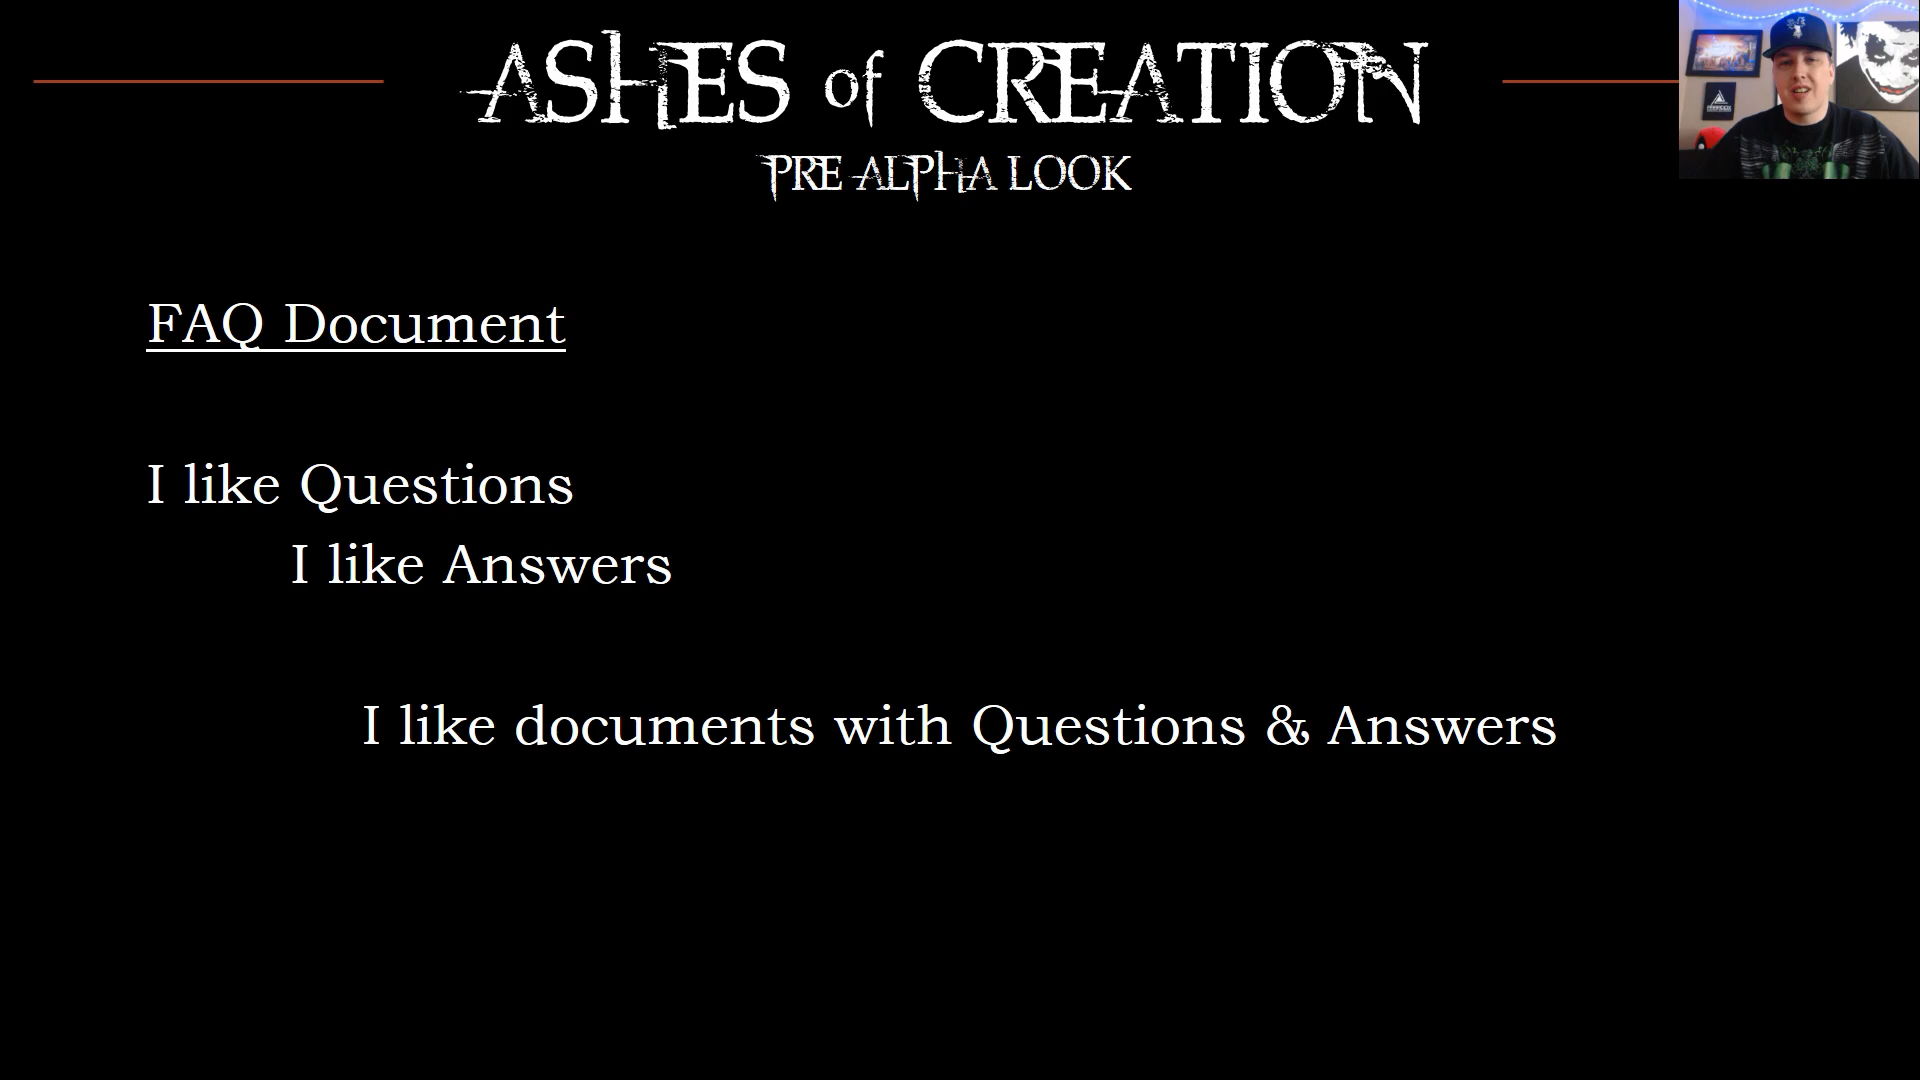 ASHES of CREATION
PRE ALPHA LOOK
FAQ Document
I like Questions
I like Answers
I like documents with Questions & Answers